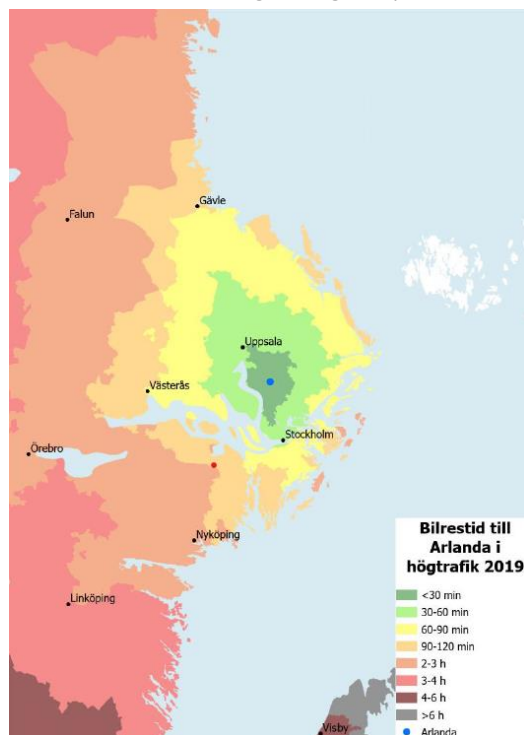 Gävle
Falun
Uppsala
Västerås
Stockholm
Örebro
Nyköping
Linköping
Visby
Bilrestid till
Arlanda i
högtrafik 2019
<30 min
30-60 min
60-90 min
90-120 min
2-3 h
3-4 h
4-6 h
>6 h
Arlanda